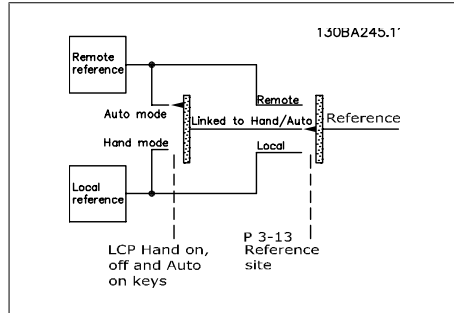 130BA245.1
Remote
reference
Auto mode
Hand mode
Local
reference
Remote
Linked to Hand/Auto
Local
Reference
LCP Hand on,
off and Auto
on keys
P 3-13
Reference
site